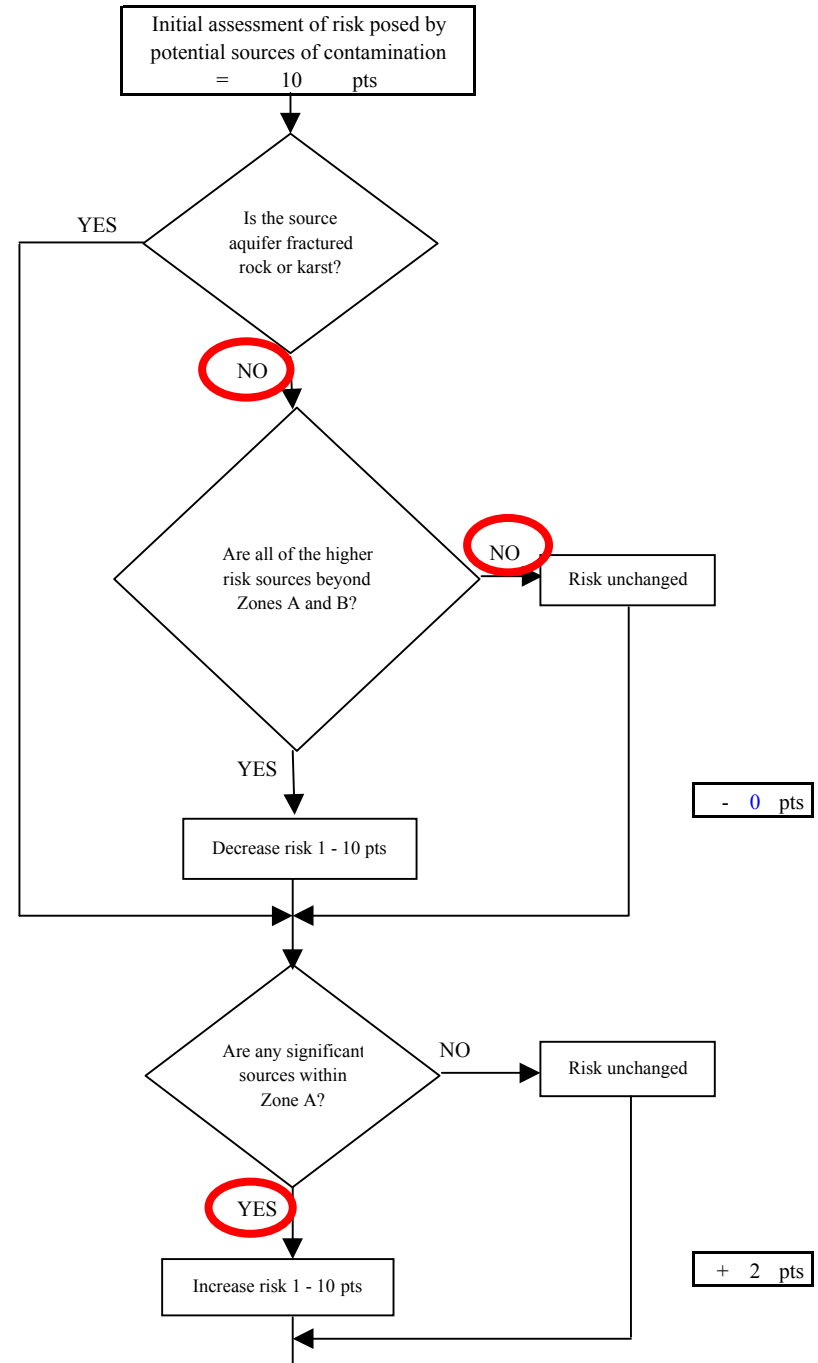 Initial assessment of risk posed by
potential sources of contamination
= 10 pts
Is the source
aquifer fractured
rock or karst?
YES
NO
Are all of the higher
risk sources beyond
Zones A and B?
NO
Risk unchanged
YES
- 0 pts
Decrease risk 1 - 10 pts
Are any significant
sources within
Zone A?
NO
Risk unchanged
YES
+ 2 pts
Increase risk 1 - 10 pts